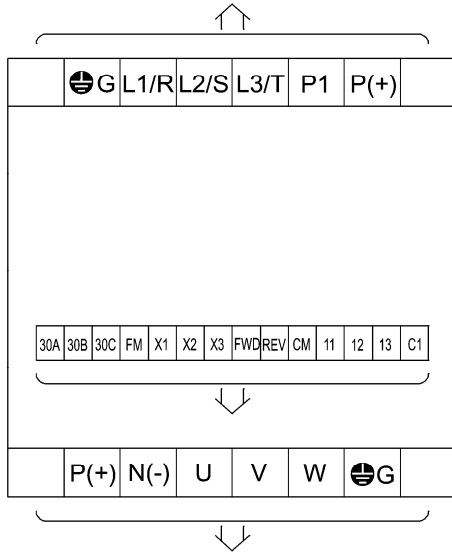 G L1/R L2/S L3/T P1 P(+)
30A 30B 30C FM X1 X2 X3 FWD REV CM 11 12 13 C1
P(+) N(-) U V W G